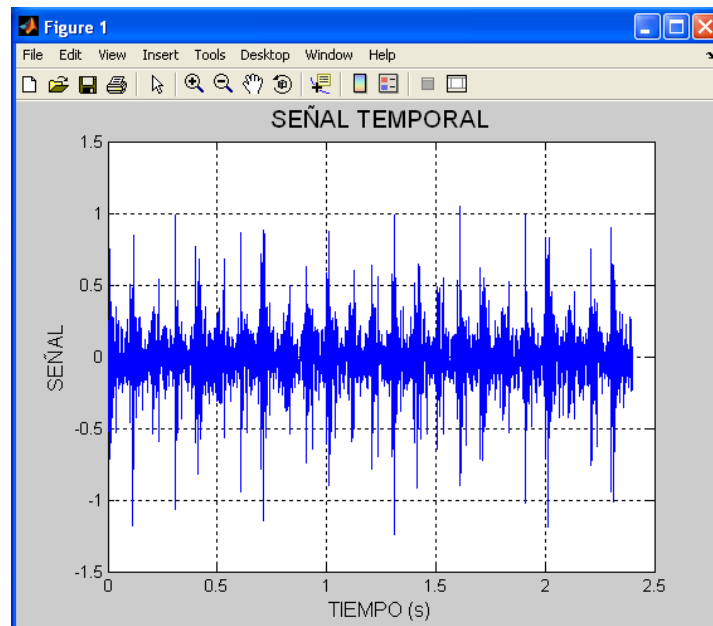 Figure 1
File Edit View Insert Tools Desktop Window Help
SEÑAL TEMPORAL
1.5
1
0.5
0
-0.5
-1
-1.5
SEÑAL
0 0.5 1 1.5 2 2.5
TIEMPO (s)